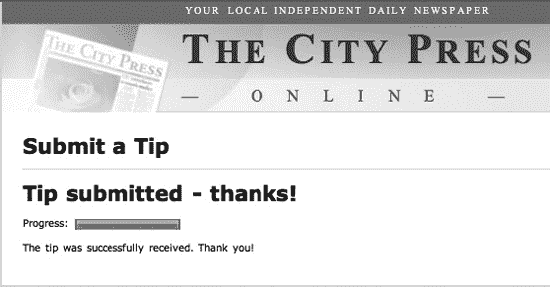 YOUR LOCAL INDEPENDENT DAILY NEWSPAPER
THE CITY PRESS
THE CITY PRESS
— ONLINE —
Submit a Tip
Tip submitted - thanks!
Progress:
The tip was successfully received. Thank you!